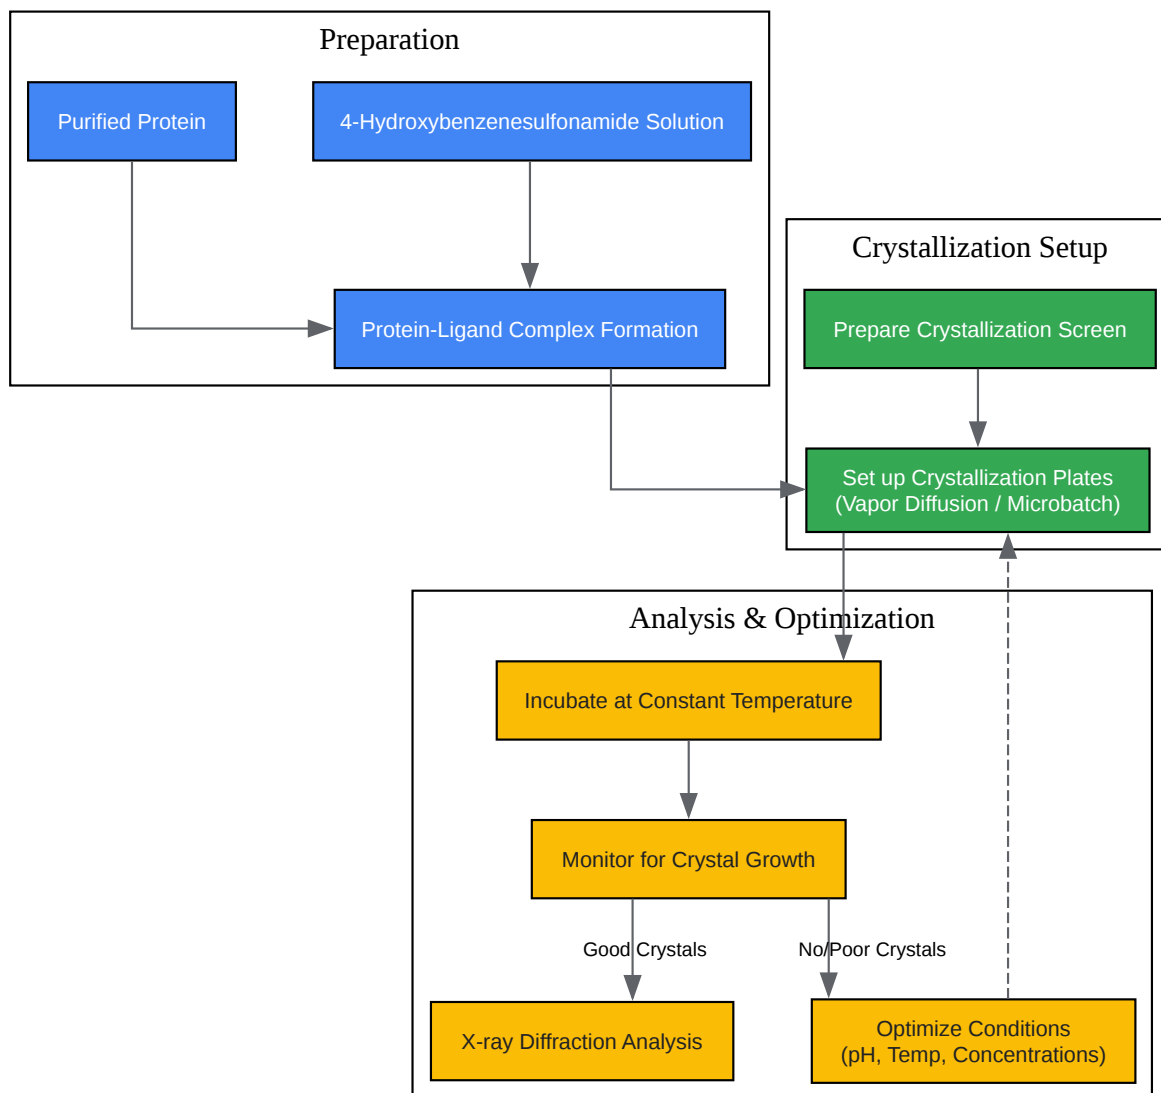 Preparation
Purified Protein
4-Hydroxybenzenesulfonamide Solution
Protein-Ligand Complex Formation
Crystallization Setup
Prepare Crystallization Screen
Set up Crystallization Plates
(Vapor Diffusion / Microbatch)
Analysis & Optimization
Incubate at Constant Temperature
Monitor for Crystal Growth
Good Crystals
No/Poor Crystals
X-ray Diffraction Analysis
Optimize Conditions
(pH, Temp, Concentrations)